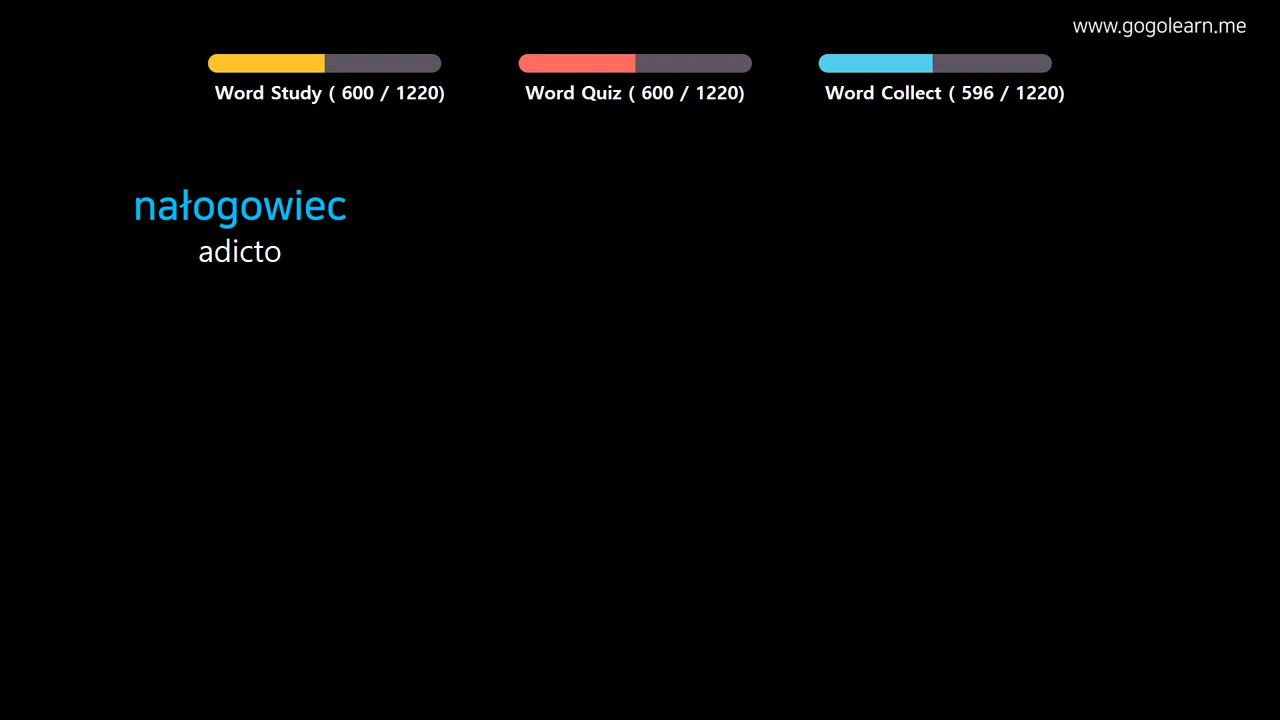 www.gogolearn.me
Word Study ( 600 / 1220)
Word Quiz ( 600 / 1220)
Word Collect ( 596 / 1220)
nałogowiec
adicto